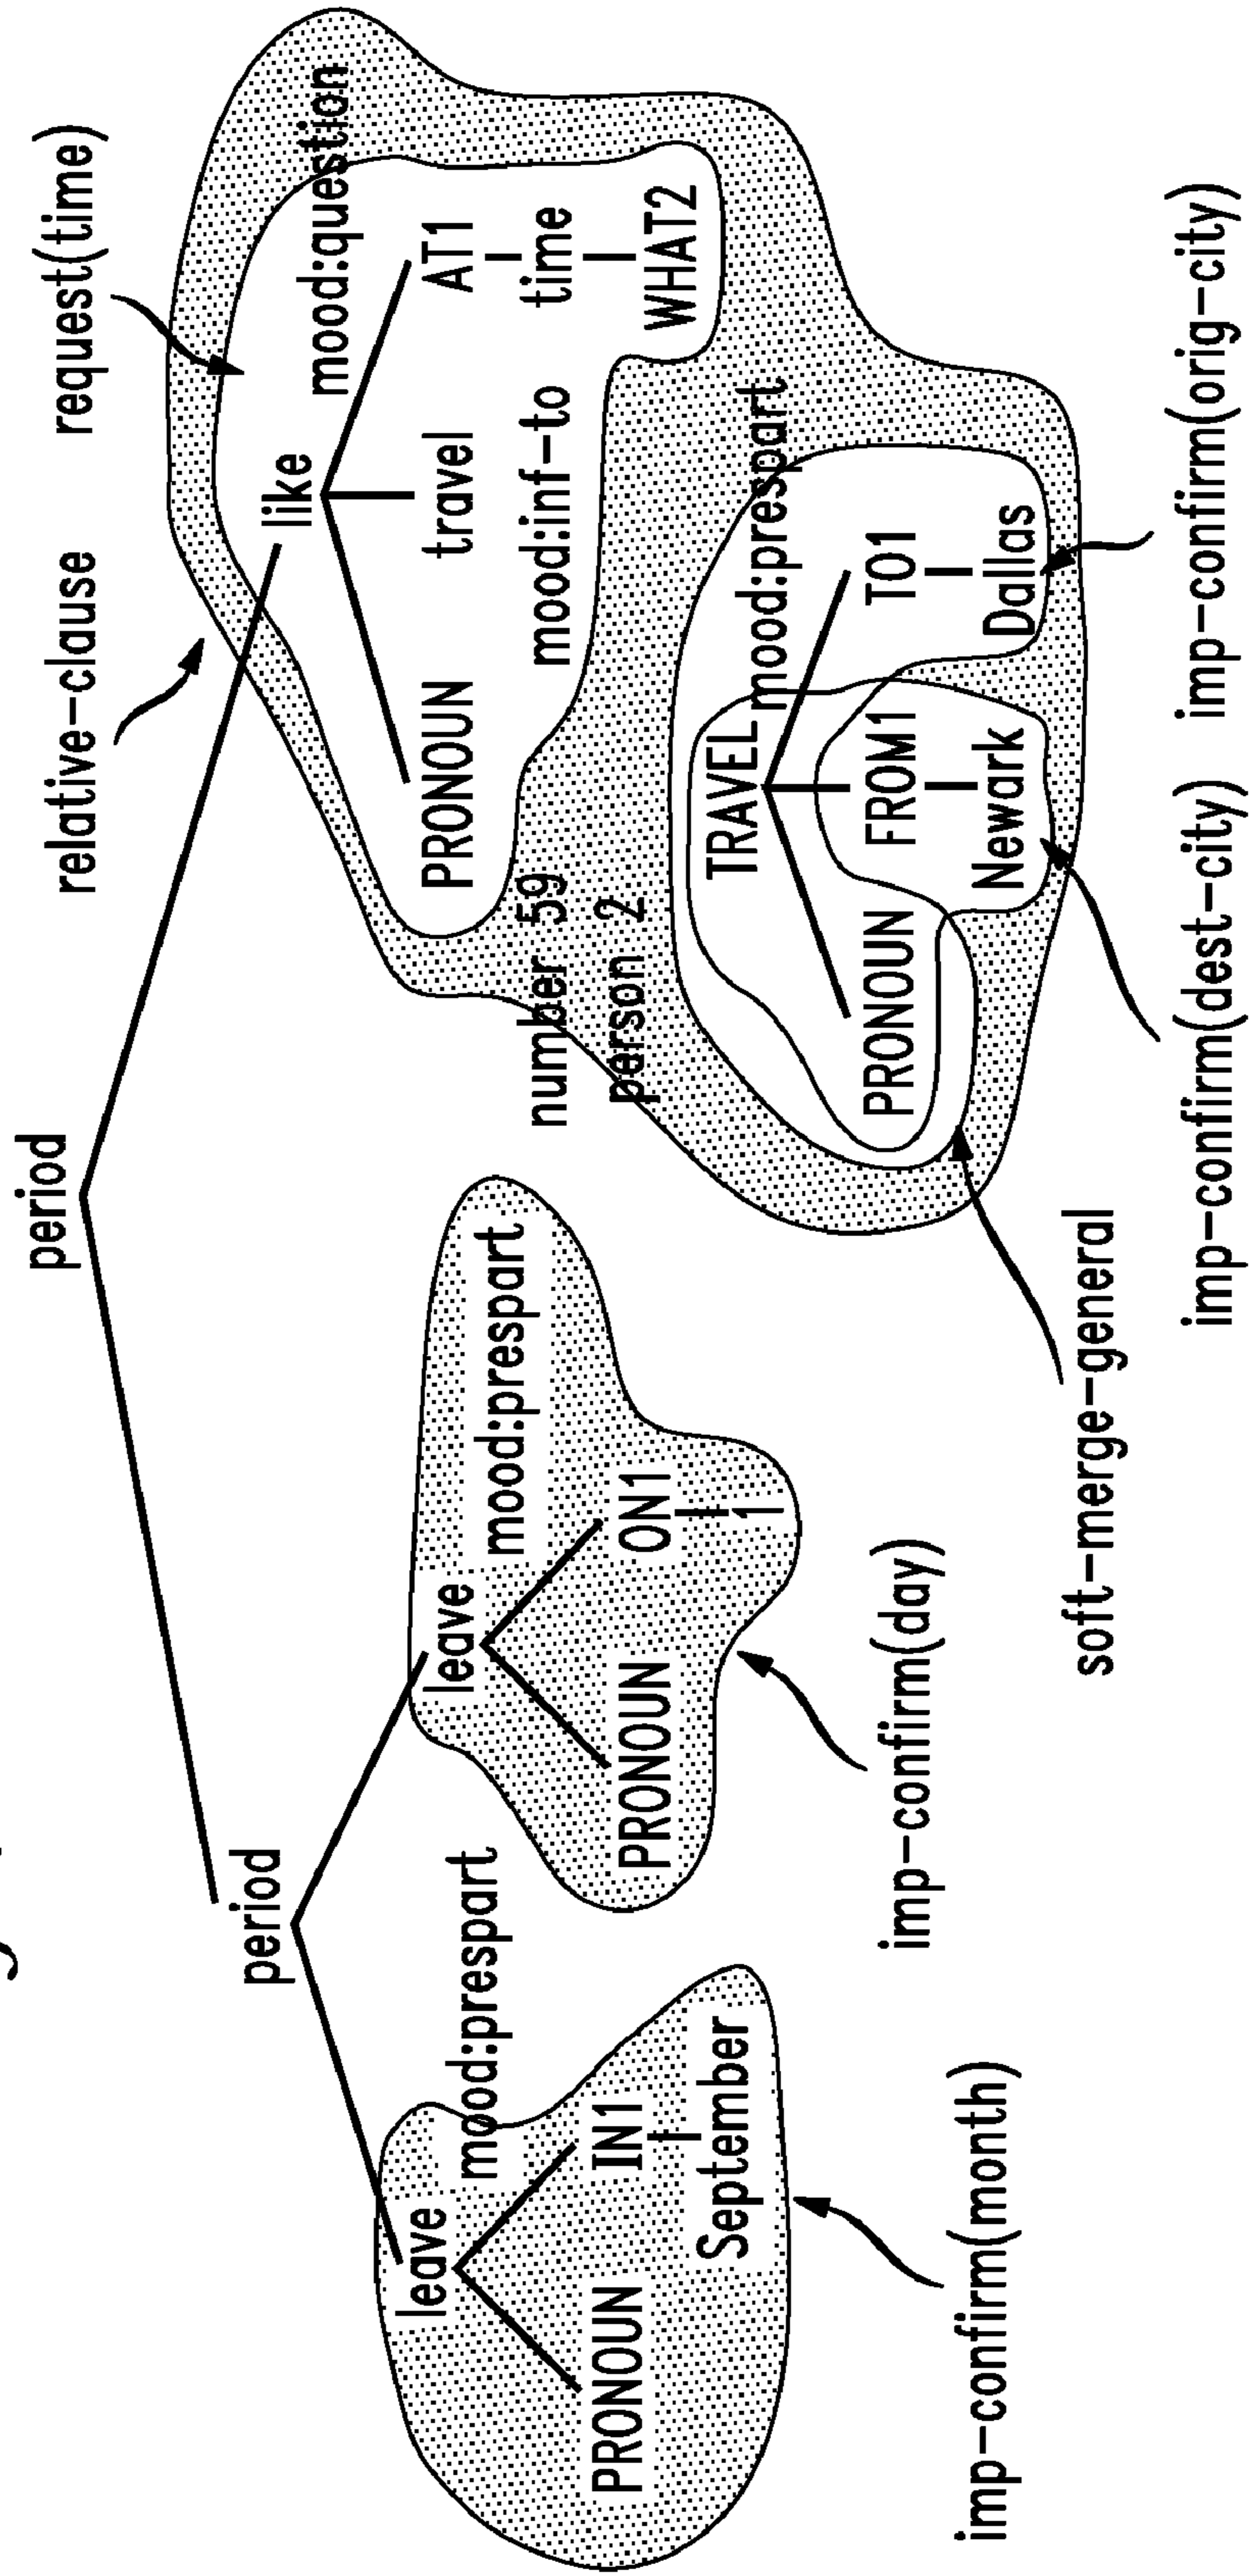 period
relative-clause
request(time)
period
like
mood:question
leave
mood:prespart
leave
mood:prespart
PRONOUN
travel
AT1
mood:inf-to
time
WHAT2
number 59
person 2
PRONOUN
IN1
September
PRONOUN
ON1
1
TRAVEL
mood:prespart
PRONOUN
FROM1
TO1
Newark
Dallas
imp-confirm(month)
imp-confirm(day)
soft-merge-general
imp-confirm(dest-city)
imp-confirm(orig-city)